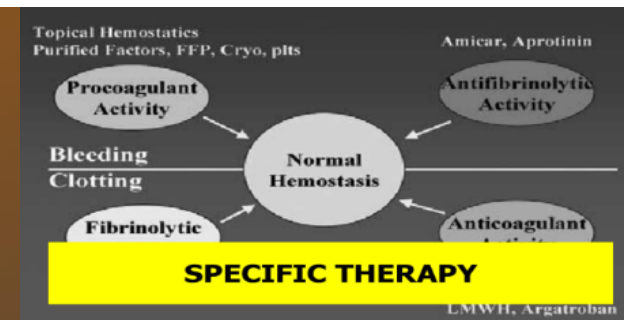 Topical Hemostatics
Purified Factors, FFP, Cryo, plts
Amicar, Aprotinin
Procoagulant
Activity
Antifibrinolytic
Activity
Bleeding
Clotting
Normal
Hemostasis
Fibrinolytic
Anticoagulant
SPECIFIC THERAPY
LMWH, Argatroban